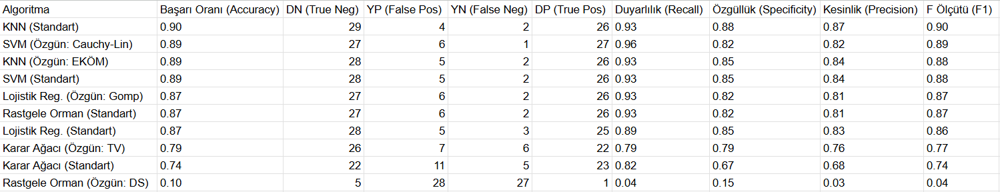 Algoritma Başarı Oranı (Accuracy) DN (True Neg) YP (False Pos) YN (False Neg) DP (True Pos) Duyarlılık (Recall) Özgüllük (Specificity) Kesinlik (Precision) F Ölçütü (F1)
KNN (Standart) 0.90 29 4 2 26 0.93 0.88 0.87 0.90
SVM (Özgün: Cauchy-Lin) 0.89 27 6 1 27 0.96 0.82 0.82 0.89
KNN (Özgün: EKÖM) 0.89 28 5 2 26 0.93 0.85 0.84 0.88
SVM (Standart) 0.89 28 5 2 26 0.93 0.85 0.84 0.88
Lojistik Reg. (Özgün: Gomp) 0.87 27 6 2 26 0.93 0.82 0.81 0.87
Rastgele Orman (Standart) 0.87 27 6 2 26 0.93 0.82 0.81 0.87
Lojistik Reg. (Standart) 0.87 28 5 3 25 0.89 0.85 0.83 0.86
Karar Ağacı (Özgün: TV) 0.79 26 7 6 22 0.79 0.79 0.76 0.77
Karar Ağacı (Standart) 0.74 22 11 5 23 0.82 0.67 0.68 0.74
Rastgele Orman (Özgün: DS) 0.10 5 28 27 1 0.04 0.15 0.03 0.04